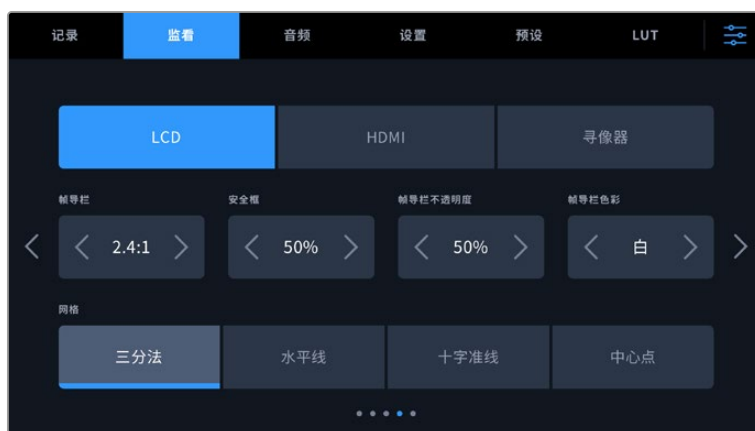 记录 监看 音频 设置 预设 LUT
LCD HDMI 寻像器
帧导栏 安全框 帧导栏不透明度 帧导栏色彩
2.4:1 50% 50% 白
网格
三分法 水平线 十字准线 中心点